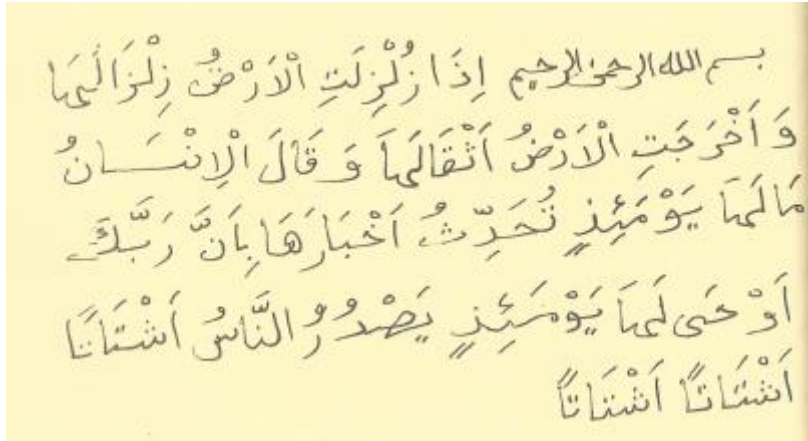 بسم الله الرحمن الرحيم إِذَا زُلْزِلَتِ الْاَرْضُ زِلْزَالَهَا
وَ اَخْرَجَتِ الْاَرْضُ اَثْقَالَهَا وَ قَالَ الْاِنْسَانُ
مَا لَهَا يَوْمَئِذٍ تُحَدِّثُ اَخْبَارَهَا بِاَنَّ رَبَّكَ
اَوْ حَى لَهَا يَوْمَئِذٍ يَصْدُرُ النَّاسُ اَشْتَاتًا
اَشْتَاتًا اَشْتَاتًا